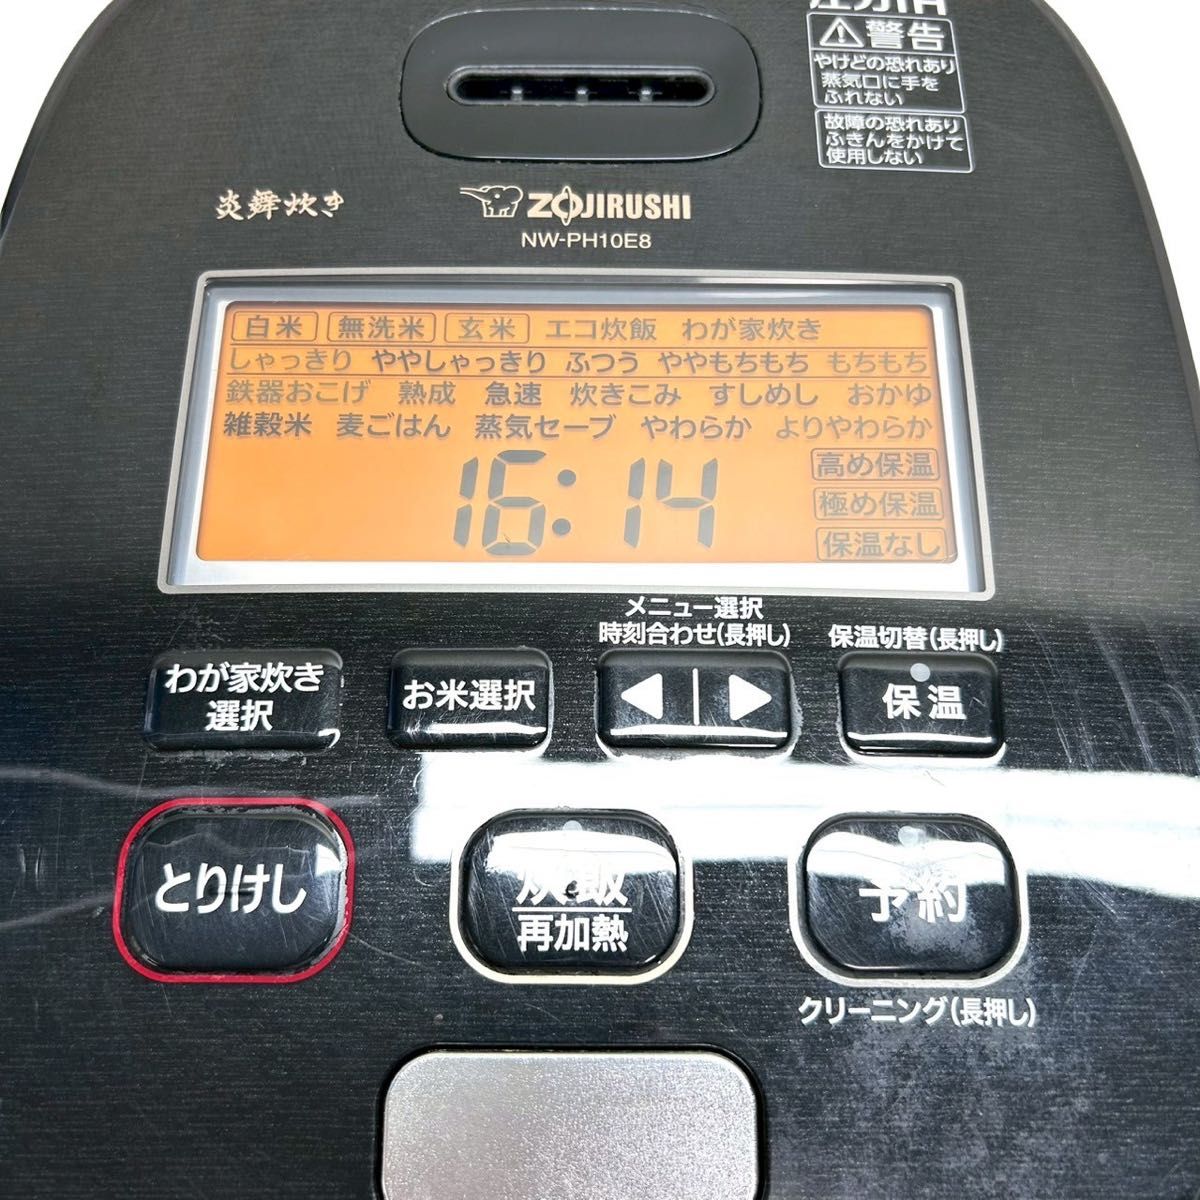 圧力IH
警告
やけどの恐れあり
蒸気口に手を
ふれない
故障の恐れあり
ふきんをかけて
使用しない
炎舞炊き
ZOJIRUSHI
NW-PH10E8
白米 無洗米 玄米 エコ炊飯 わが家炊き
しゃっきり ややしゃっきり ふつう ややもちもち もちもち
鉄器おこげ 熟成 急速 炊きこみ すしめし おかゆ
雑穀米 麦ごはん 蒸気セーブ やわらか よりやわらか
16:14
高め保温
極め保温
保温なし
メニュー選択
時刻合わせ(長押し)
保温切替(長押し)
わが家炊き
選択
お米選択
保温
とりけし
炊飯
再加熱
予約
クリーニング(長押し)